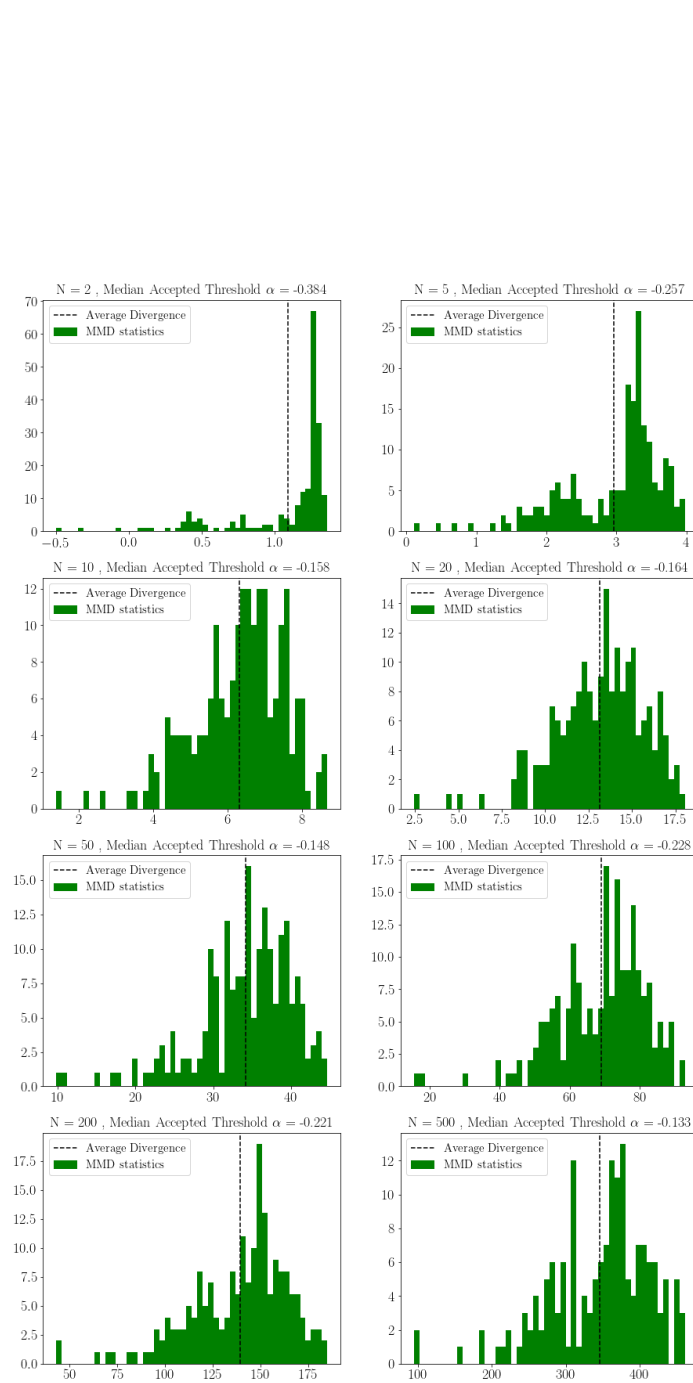 N = 2 , Median Accepted Threshold α = -0.384
70
60
50
40
30
20
10
0
Average Divergence
MMD statistics
−0.5 0.0 0.5 1.0
N = 5 , Median Accepted Threshold α = -0.257
25
20
15
10
5
0
Average Divergence
MMD statistics
0 1 2 3 4
N = 10 , Median Accepted Threshold α = -0.158
12
10
8
6
4
2
0
Average Divergence
MMD statistics
2 4 6 8
N = 20 , Median Accepted Threshold α = -0.164
14
12
10
8
6
4
2
0
Average Divergence
MMD statistics
2.5 5.0 7.5 10.0 12.5 15.0 17.5
N = 50 , Median Accepted Threshold α = -0.148
15.0
12.5
10.0
7.5
5.0
2.5
0.0
Average Divergence
MMD statistics
10 20 30 40
N = 100 , Median Accepted Threshold α = -0.228
17.5
15.0
12.5
10.0
7.5
5.0
2.5
0.0
Average Divergence
MMD statistics
20 40 60 80
N = 200 , Median Accepted Threshold α = -0.221
17.5
15.0
12.5
10.0
7.5
5.0
2.5
0.0
Average Divergence
MMD statistics
50 75 100 125 150 175
N = 500 , Median Accepted Threshold α = -0.133
12
10
8
6
4
2
0
Average Divergence
MMD statistics
100 200 300 400